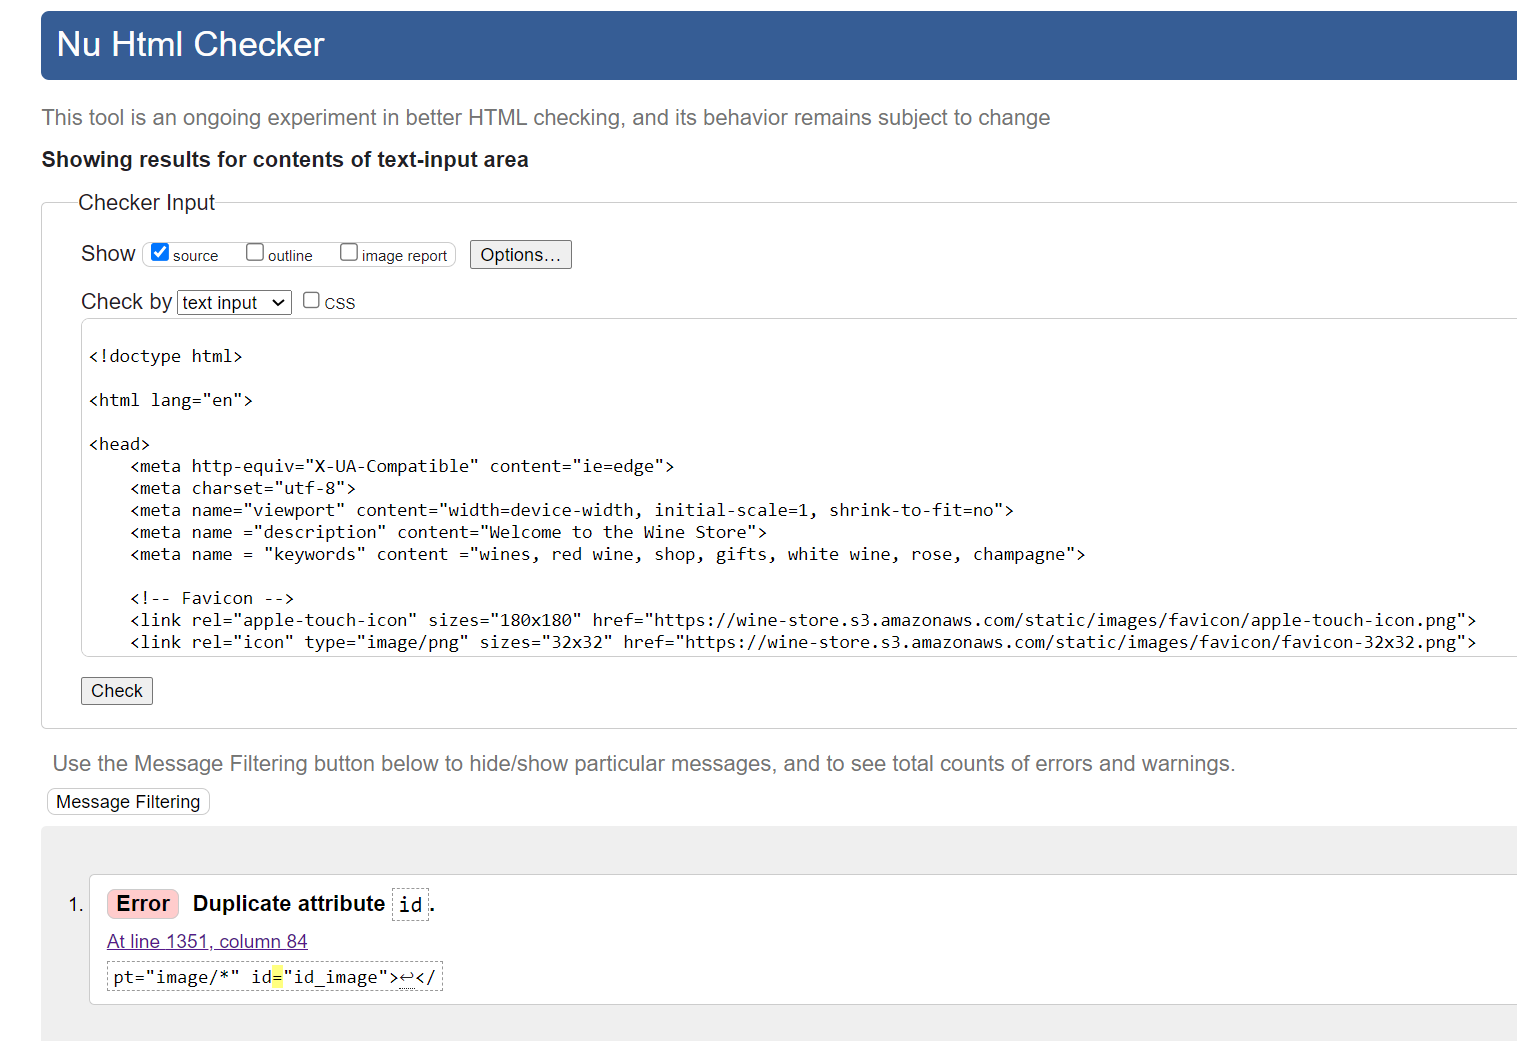 Nu Html Checker
This tool is an ongoing experiment in better HTML checking, and its behavior remains subject to change
Showing results for contents of text-input area
Checker Input
Show source outline image report Options...
Check by text input CSS
<!doctype html>
<html lang="en">
<head>
<meta http-equiv="X-UA-Compatible" content="ie=edge">
<meta charset="utf-8">
<meta name="viewport" content="width=device-width, initial-scale=1, shrink-to-fit=no">
<meta name ="description" content="Welcome to the Wine Store">
<meta name = "keywords" content ="wines, red wine, shop, gifts, white wine, rose, champagne">
<!-- Favicon -->
<link rel="apple-touch-icon" sizes="180x180" href="https://wine-store.s3.amazonaws.com/static/images/favicon/apple-touch-icon.png">
<link rel="icon" type="image/png" sizes="32x32" href="https://wine-store.s3.amazonaws.com/static/images/favicon/favicon-32x32.png">
Check
Use the Message Filtering button below to hide/show particular messages, and to see total counts of errors and warnings.
Message Filtering
1. Error Duplicate attribute id.
At line 1351, column 84
pt="image/*" id="id_image">↩</